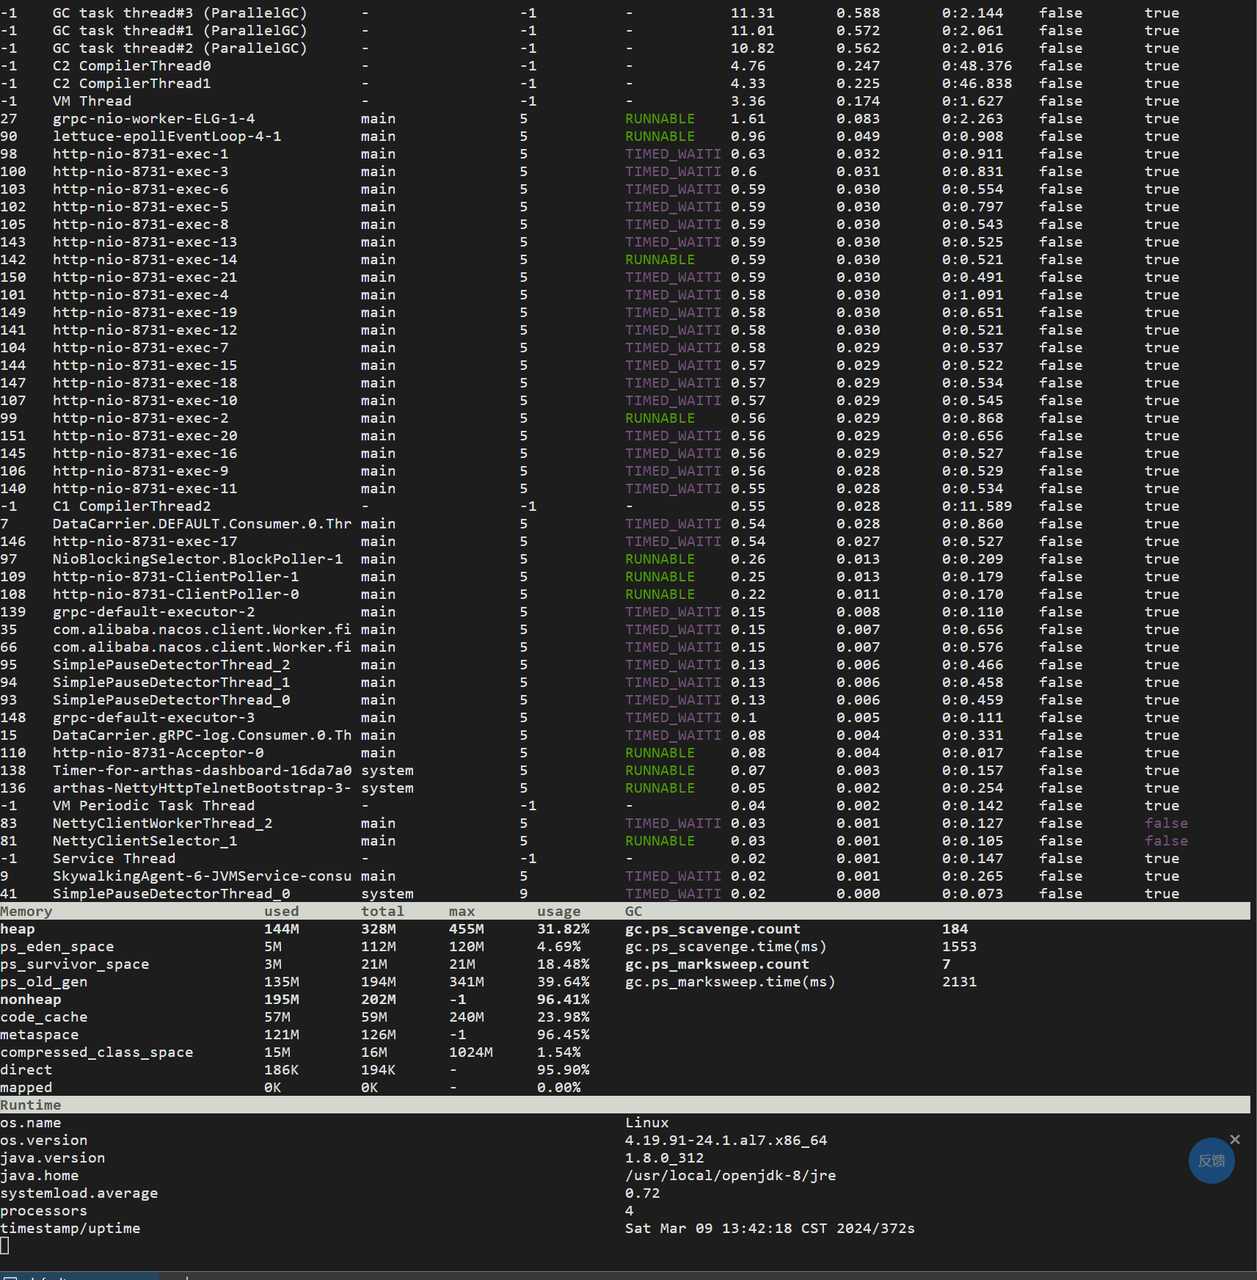 -1 GC task thread#3 (ParallelGC) - -1 - 11.31 0.588 0:2.144 false true
-1 GC task thread#1 (ParallelGC) - -1 - 11.01 0.572 0:2.061 false true
-1 GC task thread#2 (ParallelGC) - -1 - 10.82 0.562 0:2.016 false true
-1 C2 CompilerThread0 - -1 - 4.76 0.247 0:48.376 false true
-1 C2 CompilerThread1 - -1 - 4.33 0.225 0:46.838 false true
-1 VM Thread - -1 - 3.36 0.174 0:1.627 false true
27 grpc-nio-worker-ELG-1-4 main 5 RUNNABLE 1.61 0.083 0:2.263 false true
90 lettuce-epollEventLoop-4-1 main 5 RUNNABLE 0.96 0.049 0:0.908 false true
98 http-nio-8731-exec-1 main 5 TIMED_WAITI 0.63 0.032 0:0.911 false true
100 http-nio-8731-exec-3 main 5 TIMED_WAITI 0.6 0.031 0:0.831 false true
103 http-nio-8731-exec-6 main 5 TIMED_WAITI 0.59 0.030 0:0.554 false true
102 http-nio-8731-exec-5 main 5 TIMED_WAITI 0.59 0.030 0:0.797 false true
105 http-nio-8731-exec-8 main 5 TIMED_WAITI 0.59 0.030 0:0.543 false true
143 http-nio-8731-exec-13 main 5 TIMED_WAITI 0.59 0.030 0:0.525 false true
142 http-nio-8731-exec-14 main 5 RUNNABLE 0.59 0.030 0:0.521 false true
150 http-nio-8731-exec-21 main 5 TIMED_WAITI 0.59 0.030 0:0.491 false true
101 http-nio-8731-exec-4 main 5 TIMED_WAITI 0.58 0.030 0:1.091 false true
149 http-nio-8731-exec-19 main 5 TIMED_WAITI 0.58 0.030 0:0.651 false true
141 http-nio-8731-exec-12 main 5 TIMED_WAITI 0.58 0.030 0:0.521 false true
104 http-nio-8731-exec-7 main 5 TIMED_WAITI 0.58 0.029 0:0.537 false true
144 http-nio-8731-exec-15 main 5 TIMED_WAITI 0.57 0.029 0:0.522 false true
147 http-nio-8731-exec-18 main 5 TIMED_WAITI 0.57 0.029 0:0.534 false true
107 http-nio-8731-exec-10 main 5 TIMED_WAITI 0.57 0.029 0:0.545 false true
99 http-nio-8731-exec-2 main 5 RUNNABLE 0.56 0.029 0:0.868 false true
151 http-nio-8731-exec-20 main 5 TIMED_WAITI 0.56 0.029 0:0.656 false true
145 http-nio-8731-exec-16 main 5 TIMED_WAITI 0.56 0.029 0:0.527 false true
106 http-nio-8731-exec-9 main 5 TIMED_WAITI 0.56 0.028 0:0.529 false true
140 http-nio-8731-exec-11 main 5 TIMED_WAITI 0.55 0.028 0:0.534 false true
-1 C1 CompilerThread2 - -1 - 0.55 0.028 0:11.589 false true
7 DataCarrier.DEFAULT.Consumer.0.Thr main 5 TIMED_WAITI 0.54 0.028 0:0.860 false true
146 http-nio-8731-exec-17 main 5 TIMED_WAITI 0.54 0.027 0:0.527 false true
97 NioBlockingSelector.BlockPoller-1 main 5 RUNNABLE 0.26 0.013 0:0.209 false true
109 http-nio-8731-ClientPoller-1 main 5 RUNNABLE 0.25 0.013 0:0.179 false true
108 http-nio-8731-ClientPoller-0 main 5 RUNNABLE 0.22 0.011 0:0.170 false true
139 grpc-default-executor-2 main 5 TIMED_WAITI 0.15 0.008 0:0.110 false true
35 com.alibaba.nacos.client.Worker.fi main 5 TIMED_WAITI 0.15 0.007 0:0.656 false true
66 com.alibaba.nacos.client.Worker.fi main 5 TIMED_WAITI 0.15 0.007 0:0.576 false true
95 SimplePauseDetectorThread_2 main 5 TIMED_WAITI 0.13 0.006 0:0.466 false true
94 SimplePauseDetectorThread_1 main 5 TIMED_WAITI 0.13 0.006 0:0.458 false true
93 SimplePauseDetectorThread_0 main 5 TIMED_WAITI 0.13 0.006 0:0.459 false true
148 grpc-default-executor-3 main 5 TIMED_WAITI 0.1 0.005 0:0.111 false true
15 DataCarrier.gRPC-log.Consumer.0.Th main 5 TIMED_WAITI 0.08 0.004 0:0.331 false true
110 http-nio-8731-Acceptor-0 main 5 RUNNABLE 0.08 0.004 0:0.017 false true
138 Timer-for-arthas-dashboard-16da7a0 system 5 RUNNABLE 0.07 0.003 0:0.157 false true
136 arthas-NettyHttpTelnetBootstrap-3- system 5 RUNNABLE 0.05 0.002 0:0.254 false true
-1 VM Periodic Task Thread - -1 - 0.04 0.002 0:0.142 false true
83 NettyClientWorkerThread_2 main 5 TIMED_WAITI 0.03 0.001 0:0.127 false false
81 NettyClientSelector_1 main 5 RUNNABLE 0.03 0.001 0:0.105 false false
-1 Service Thread - -1 - 0.02 0.001 0:0.147 false true
9 SkywalkingAgent-6-JVMService-consu main 5 TIMED_WAITI 0.02 0.001 0:0.265 false true
41 SimplePauseDetectorThread_0 system 9 TIMED_WAITI 0.02 0.000 0:0.073 false true
Memory used total max usage GC
heap 144M 328M 455M 31.82% gc.ps_scavenge.count 184
ps_eden_space 5M 112M 120M 4.69% gc.ps_scavenge.time(ms) 1553
ps_survivor_space 3M 21M 21M 18.48% gc.ps_marksweep.count 7
ps_old_gen 135M 194M 341M 39.64% gc.ps_marksweep.time(ms) 2131
nonheap 195M 202M -1 96.41%
code_cache 57M 59M 240M 23.98%
metaspace 121M 126M -1 96.45%
compressed_class_space 15M 16M 1024M 1.54%
direct 186K 194K - 95.90%
mapped 0K 0K - 0.00%
Runtime
os.name Linux
os.version 4.19.91-24.1.al7.x86_64
java.version 1.8.0_312
java.home /usr/local/openjdk-8/jre
systemload.average 0.72
processors 4
timestamp/uptime Sat Mar 09 13:42:18 CST 2024/372s
反馈